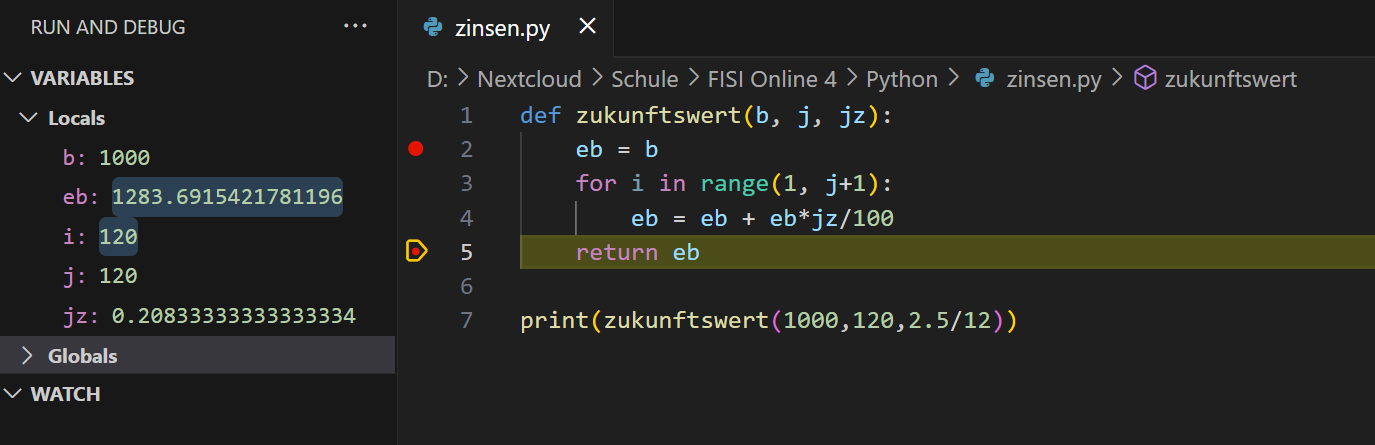 RUN AND DEBUG ···
VARIABLES
Locals
b: 1000
eb: 1283.6915421781196
i: 120
j: 120
jz: 0.20833333333333334
Globals
WATCH
zinsen.py
D: > Nextcloud > Schule > FISI Online 4 > Python > zinsen.py > zukunftswert
1 def zukunftswert(b, j, jz):
2     eb = b
3     for i in range(1, j+1):
4         eb = eb + eb*jz/100
5     return eb
6
7 print(zukunftswert(1000,120,2.5/12))